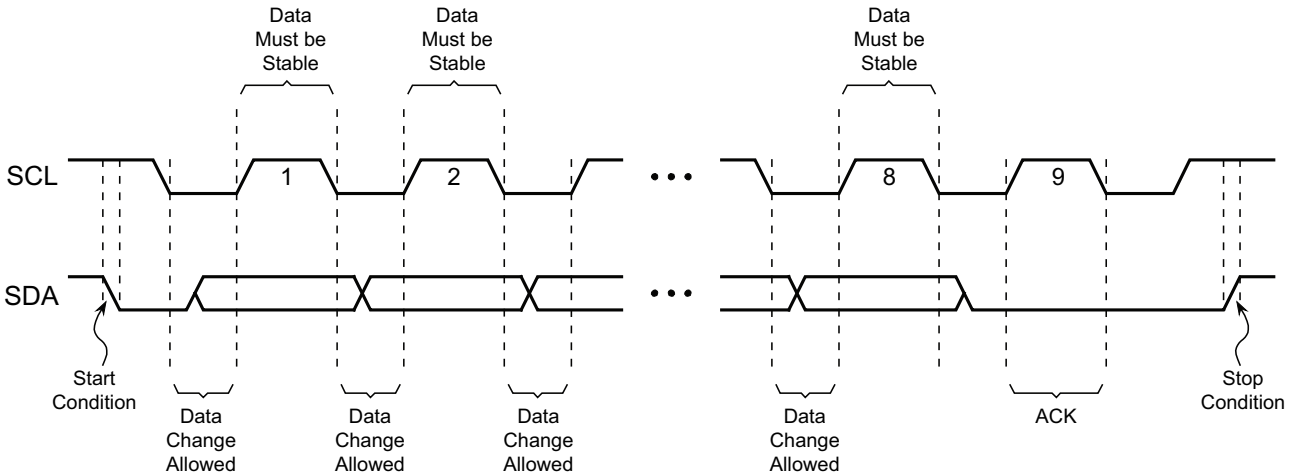 Data
Must be
Stable
Data
Must be
Stable
Data
Must be
Stable
SCL
1
2
8
9
SDA
Start
Condition
Data
Change
Allowed
Data
Change
Allowed
Data
Change
Allowed
Data
Change
Allowed
ACK
Stop
Condition